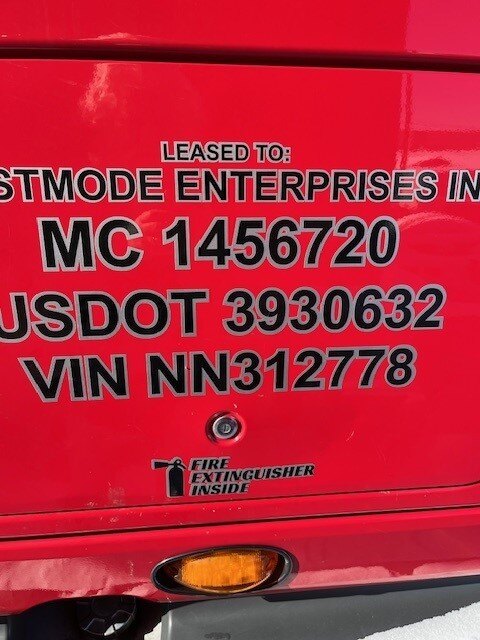 LEASED TO:
STMODE ENTERPRISES IN
MC 1456720
USDOT 3930632
VIN NN312778
FIRE
EXTINGUISHER
INSIDE